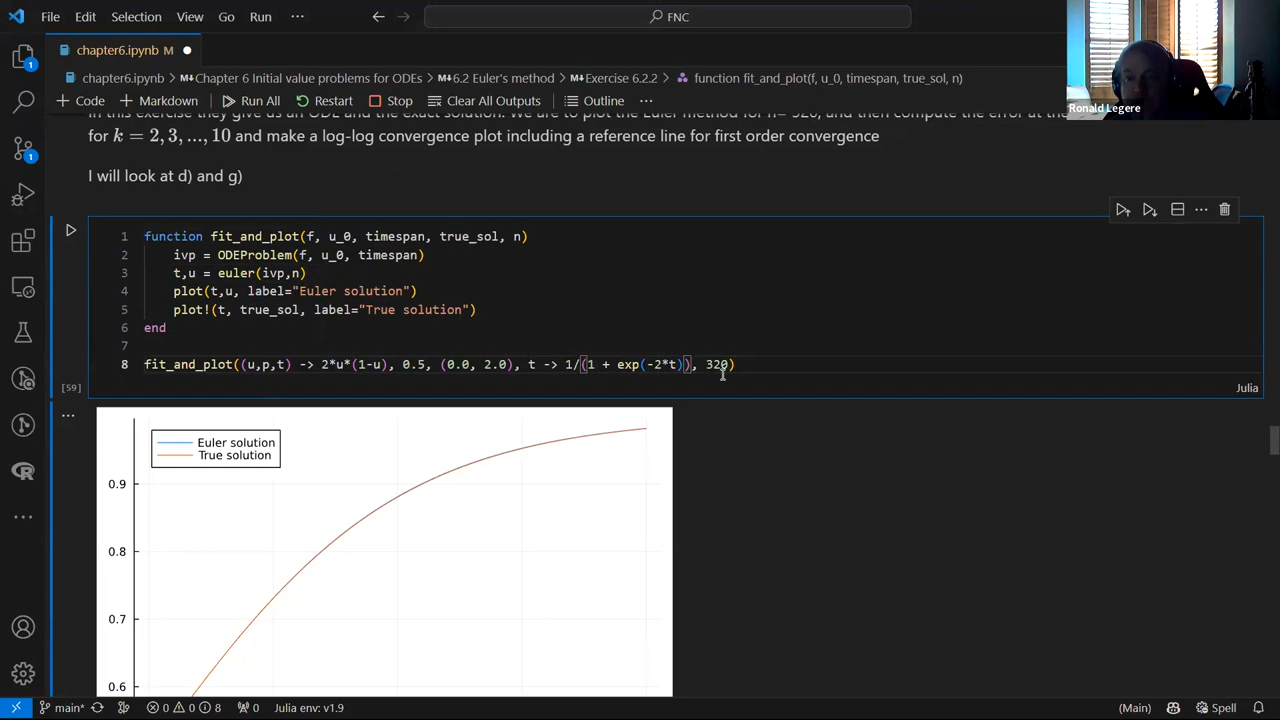 File Edit Selection View Go Run ··· FNC
chapter6.ipynb M
chapter6.ipynb > Chapter Initial value problems for > 6.2 Euler's method > Exercise 6.2.2 > function fit_and_plot(f, u_0, timespan, true_sol, n)
+ Code + Markdown Run All Restart Clear All Outputs Outline ···
Ronald Legere
for k = 2, 3, ..., 10 and make a log-log convergence plot including a reference line for first order convergence
I will look at d) and g)
1 function fit_and_plot(f, u_0, timespan, true_sol, n)
2 ivp = ODEProblem(f, u_0, timespan)
3 t,u = euler(ivp,n)
4 plot(t,u, label="Euler solution")
5 plot!(t, true_sol, label="True solution")
6 end
7
8 fit_and_plot((u,p,t) -> 2*u*(1-u), 0.5, (0.0, 2.0), t -> 1/(1 + exp(-2*t)), 320)
[59] Julia
Euler solution
True solution
0.9
0.8
0.7
0.6
main* 0 0 8 0 Julia env: v1.9 (Main) Spell